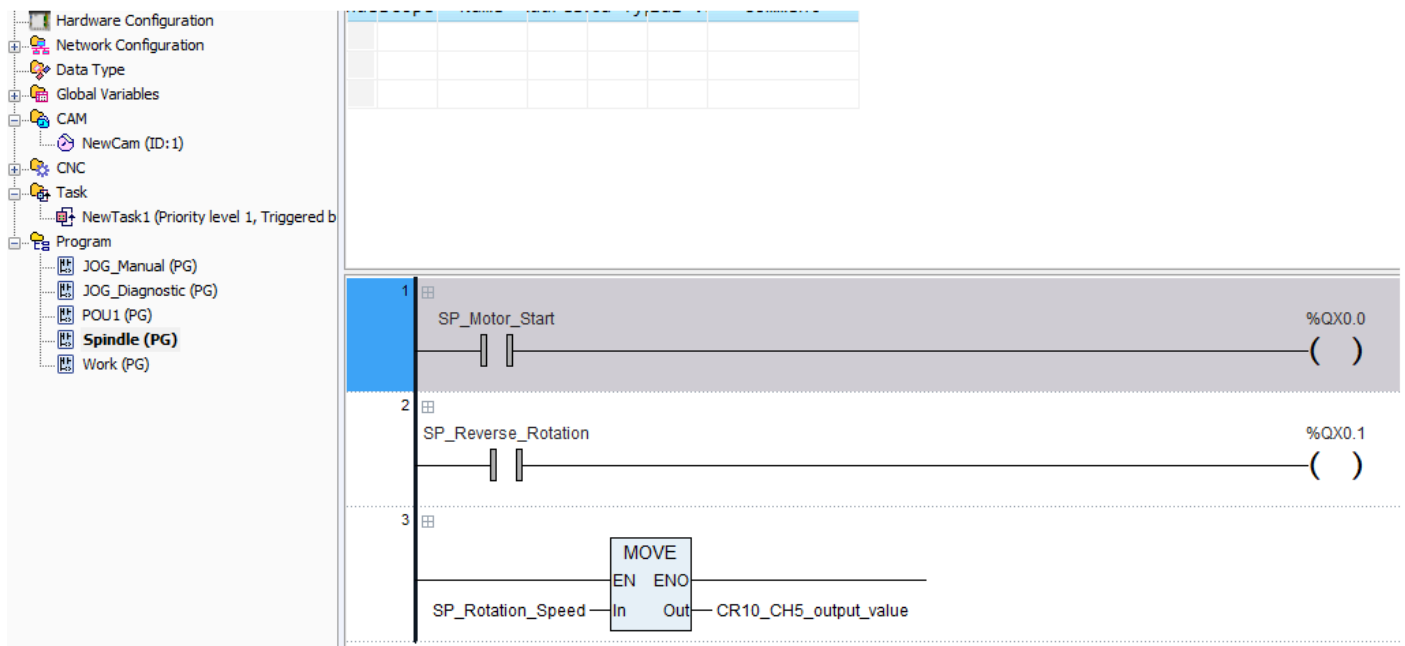 Hardware Configuration
Network Configuration
Data Type
Global Variables
CAM
NewCam (ID:1)
CNC
Task
NewTask1 (Priority level 1, Triggered b
Program
JOG_Manual (PG)
JOG_Diagnostic (PG)
POU1 (PG)
Spindle (PG)
Work (PG)
1
SP_Motor_Start %QX0.0
2
SP_Reverse_Rotation %QX0.1
3
MOVE
EN ENO
SP_Rotation_Speed In Out CR10_CH5_output_value